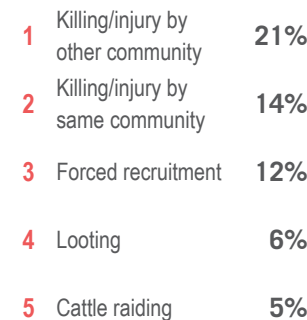 1 Killing/injury by
other community 21%
2 Killing/injury by
same community 14%
3 Forced recruitment 12%
4 Looting 6%
5 Cattle raiding 5%